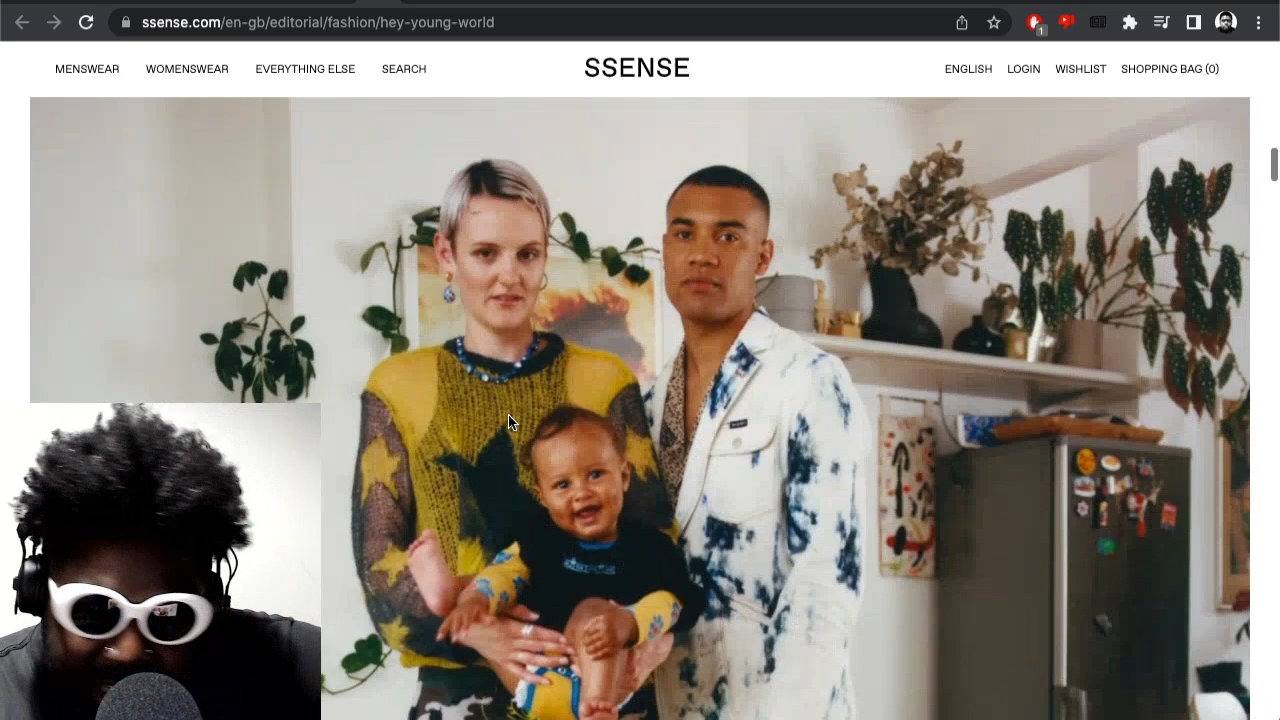 ssense.com/en-gb/editorial/fashion/hey-young-world
1
MENSWEAR WOMENSWEAR EVERYTHING ELSE SEARCH SSENSE ENGLISH LOGIN WISHLIST SHOPPING BAG (0)